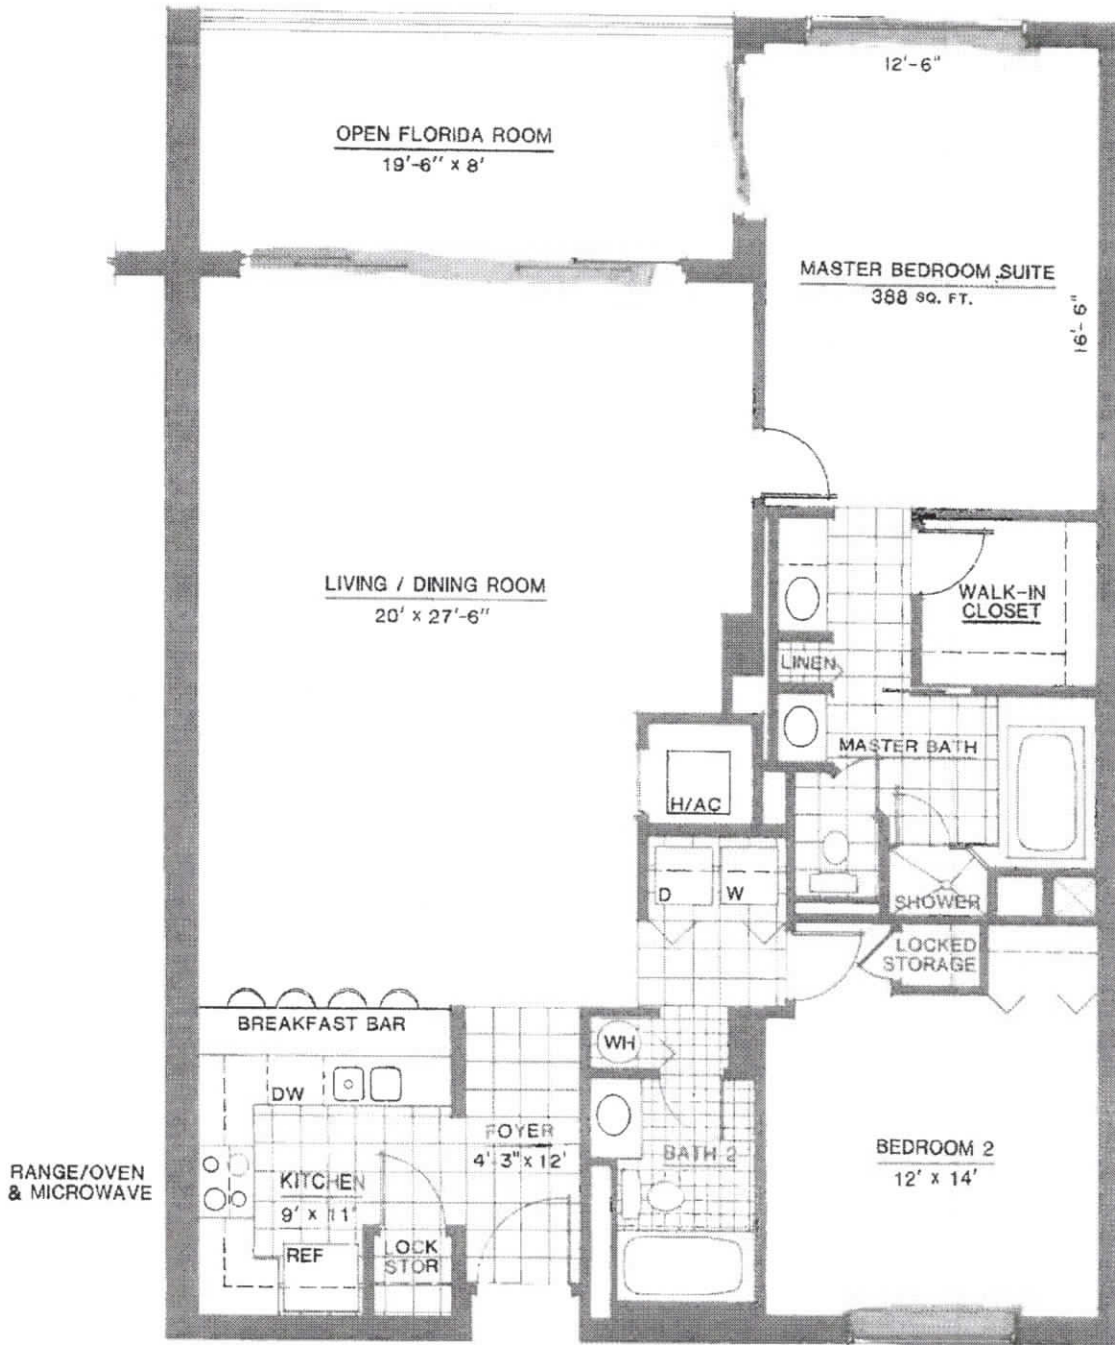 12'-6"
OPEN FLORIDA ROOM
19'-6" x 8'
MASTER BEDROOM SUITE
388 SQ. FT.
16'-6"
LIVING / DINING ROOM
20' x 27'-6"
WALK-IN
CLOSET
LINEN
MASTER BATH
H/AC
D
W
SHOWER
LOCKED
STORAGE
BREAKFAST BAR
WH
DW
FOYER
4'-3" x 12'
BATH 2
BEDROOM 2
12' x 14'
RANGE/OVEN
& MICROWAVE
KITCHEN
9' x 11'
REF
LOCK
STOR